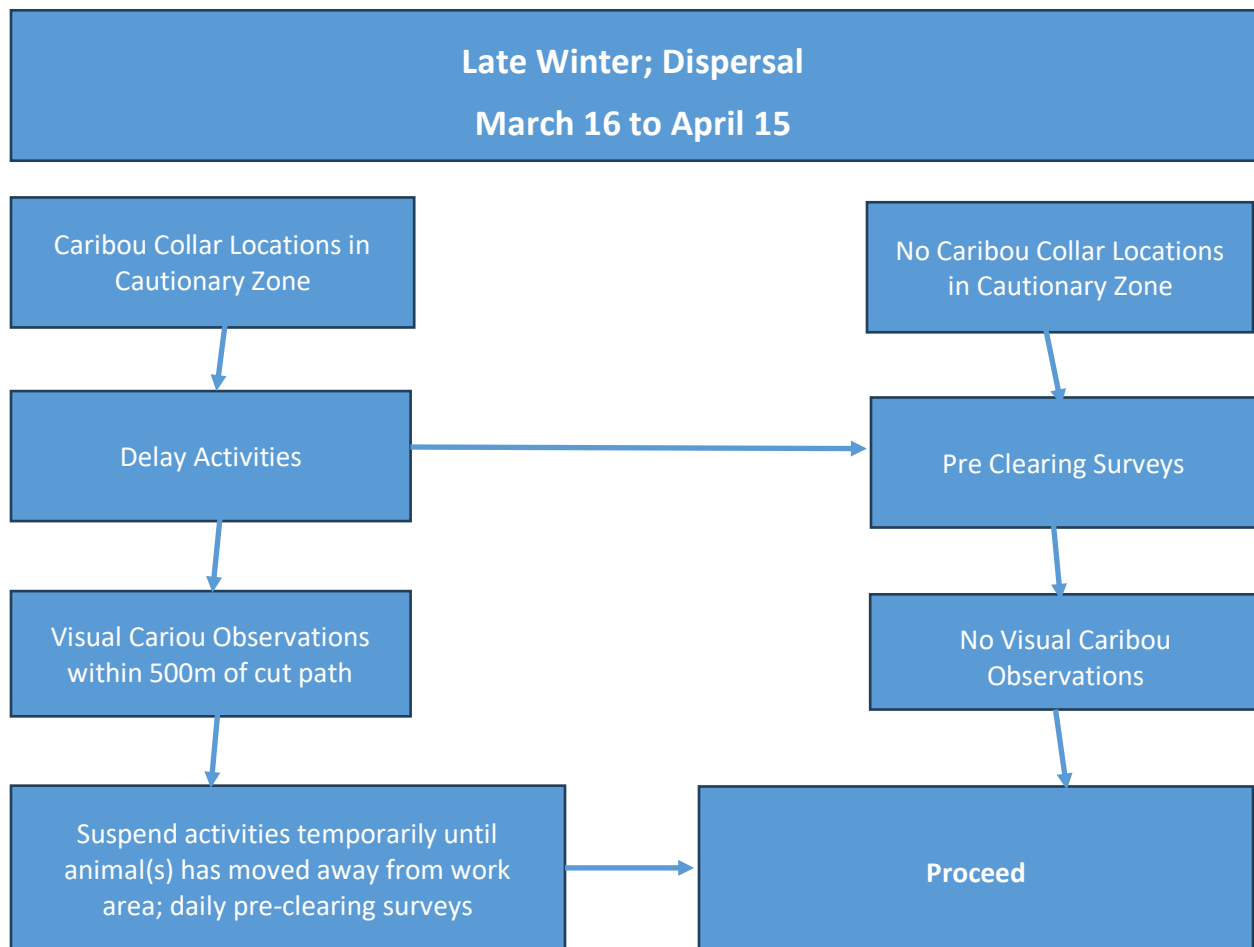 Late Winter; Dispersal
March 16 to April 15
Caribou Collar Locations in
Cautionary Zone
No Caribou Collar Locations
in Cautionary Zone
Delay Activities
Pre Clearing Surveys
Visual Cariou Observations
within 500m of cut path
No Visual Caribou
Observations
Suspend activities temporarily until
animal(s) has moved away from work
area; daily pre-clearing surveys
Proceed